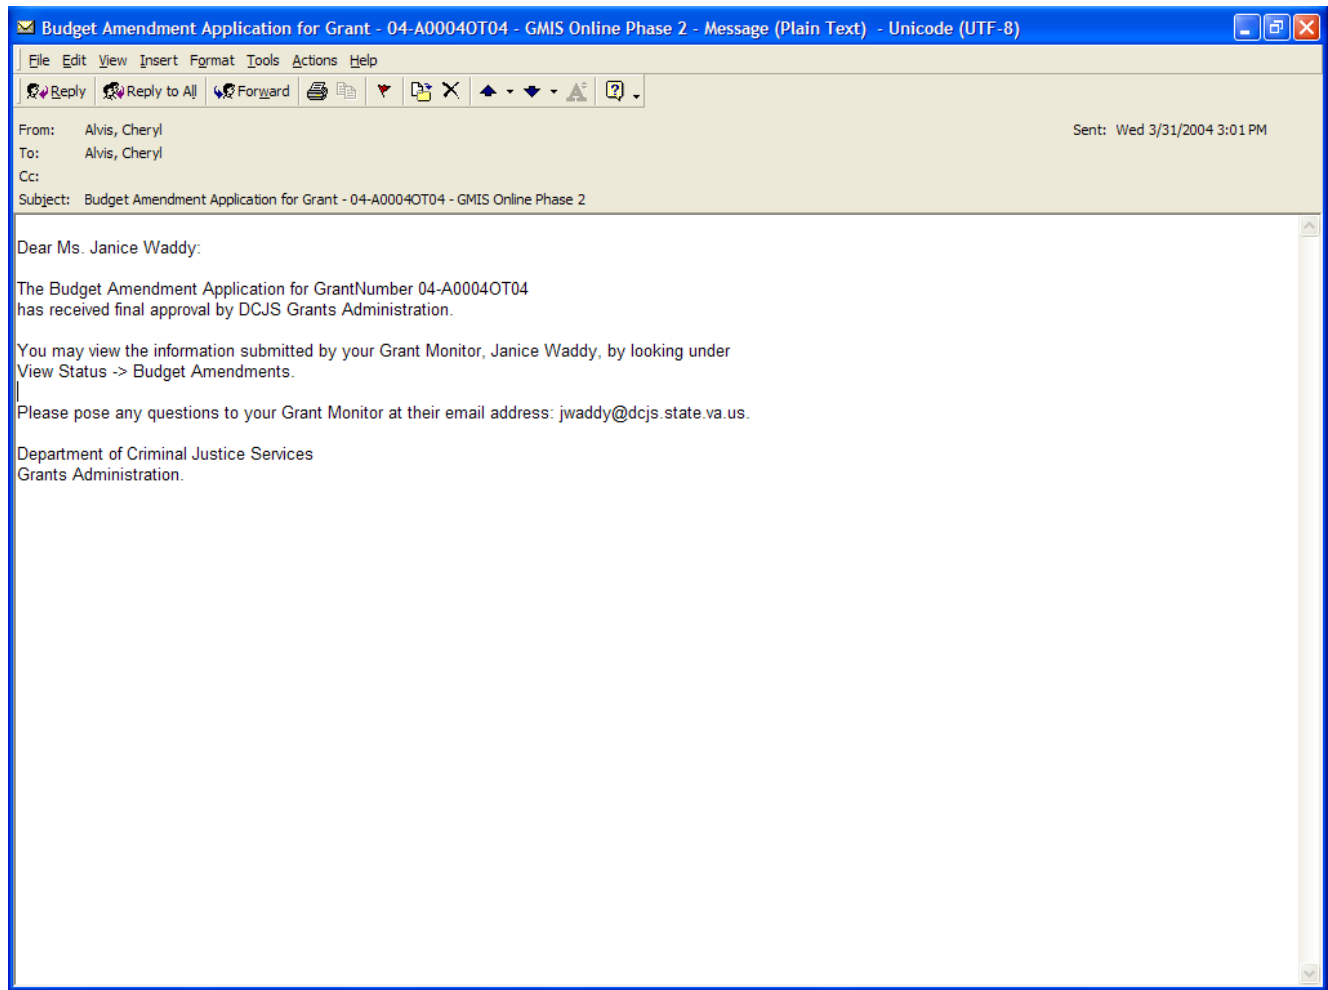 Budget Amendment Application for Grant - 04-A0004OT04 - GMIS Online Phase 2 - Message (Plain Text) - Unicode (UTF-8)
File Edit View Insert Format Tools Actions Help
Reply Reply to All Forward
From: Alvis, Cheryl Sent: Wed 3/31/2004 3:01 PM
To: Alvis, Cheryl
Cc:
Subject: Budget Amendment Application for Grant - 04-A0004OT04 - GMIS Online Phase 2
Dear Ms. Janice Waddy:
The Budget Amendment Application for GrantNumber 04-A0004OT04
has received final approval by DCJS Grants Administration.
You may view the information submitted by your Grant Monitor, Janice Waddy, by looking under
View Status -> Budget Amendments.
Please pose any questions to your Grant Monitor at their email address: jwaddy@dcjs.state.va.us.
Department of Criminal Justice Services
Grants Administration.